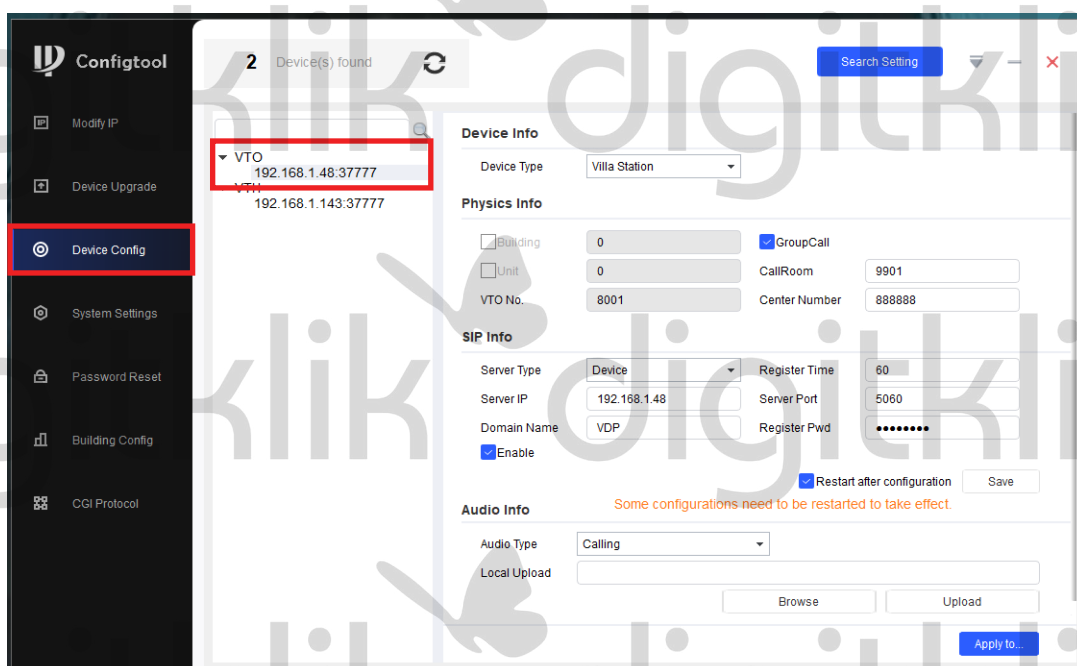 Configtool
2 Device(s) found
Search Setting
Modify IP
Device Upgrade
Device Config
System Settings
Password Reset
Building Config
CGI Protocol
VTO
192.168.1.48:37777
VTH
192.168.1.143:37777
Device Info
Device Type Villa Station
Physics Info
Building 0 GroupCall
Unit 0 CallRoom 9901
VTO No. 8001 Center Number 888888
SIP Info
Server Type Device Register Time 60
Server IP 192.168.1.48 Server Port 5060
Domain Name VDP Register Pwd ••••••••
Enable
Restart after configuration Save
Some configurations need to be restarted to take effect.
Audio Info
Audio Type Calling
Local Upload
Browse Upload
Apply to...
digitklik